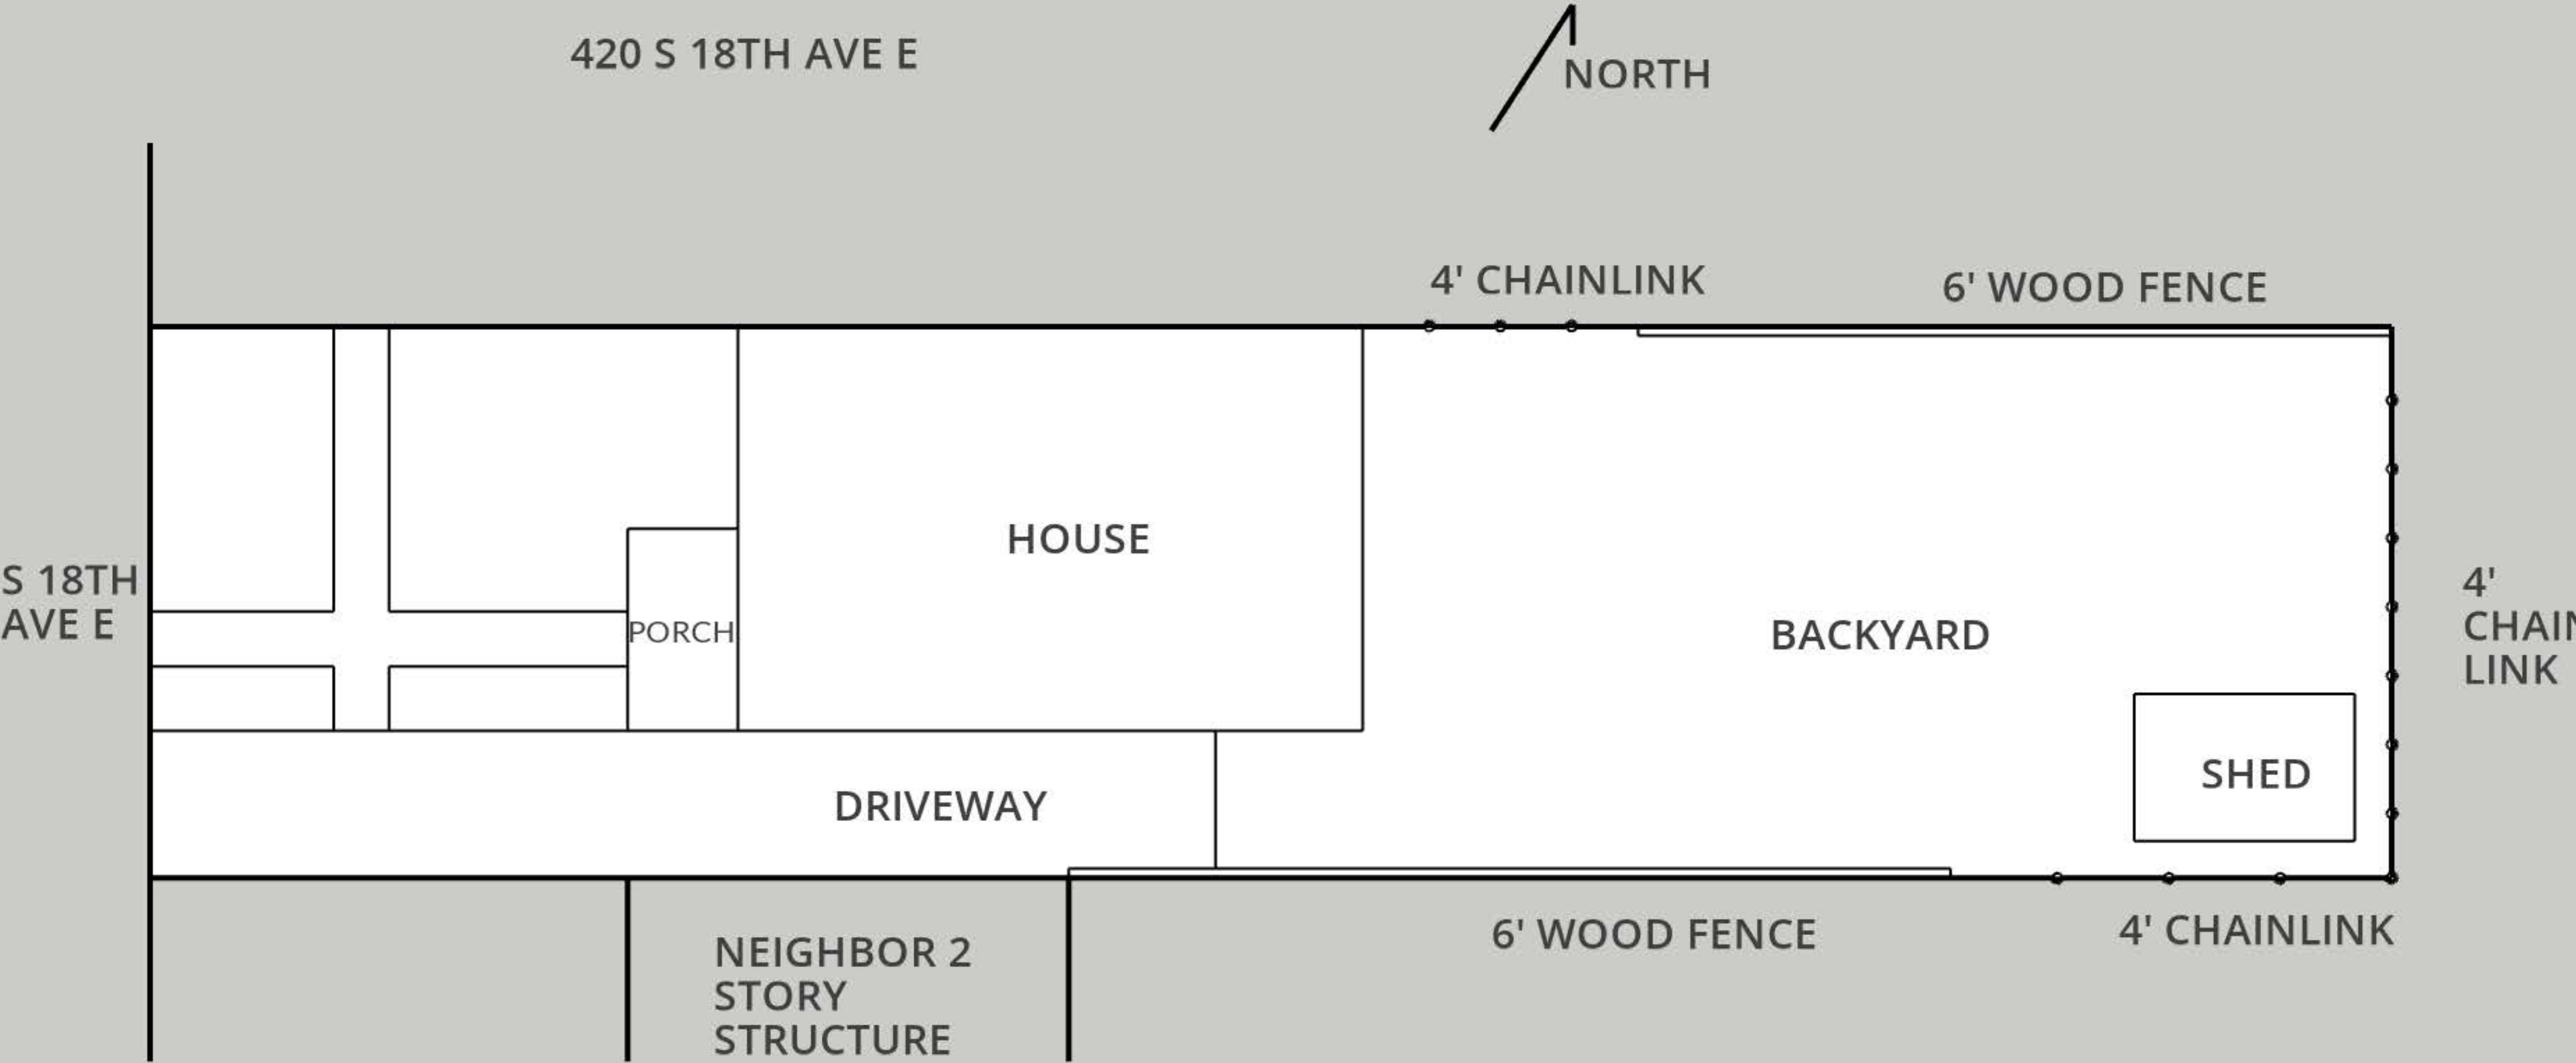 420 S 18TH AVE E
NORTH
4' CHAINLINK
6' WOOD FENCE
HOUSE
S 18TH
AVE E
PORCH
BACKYARD
4'
LINK
SHED
DRIVEWAY
6' WOOD FENCE
4' CHAINLINK
NEIGHBOR 2
STORY
STRUCTURE